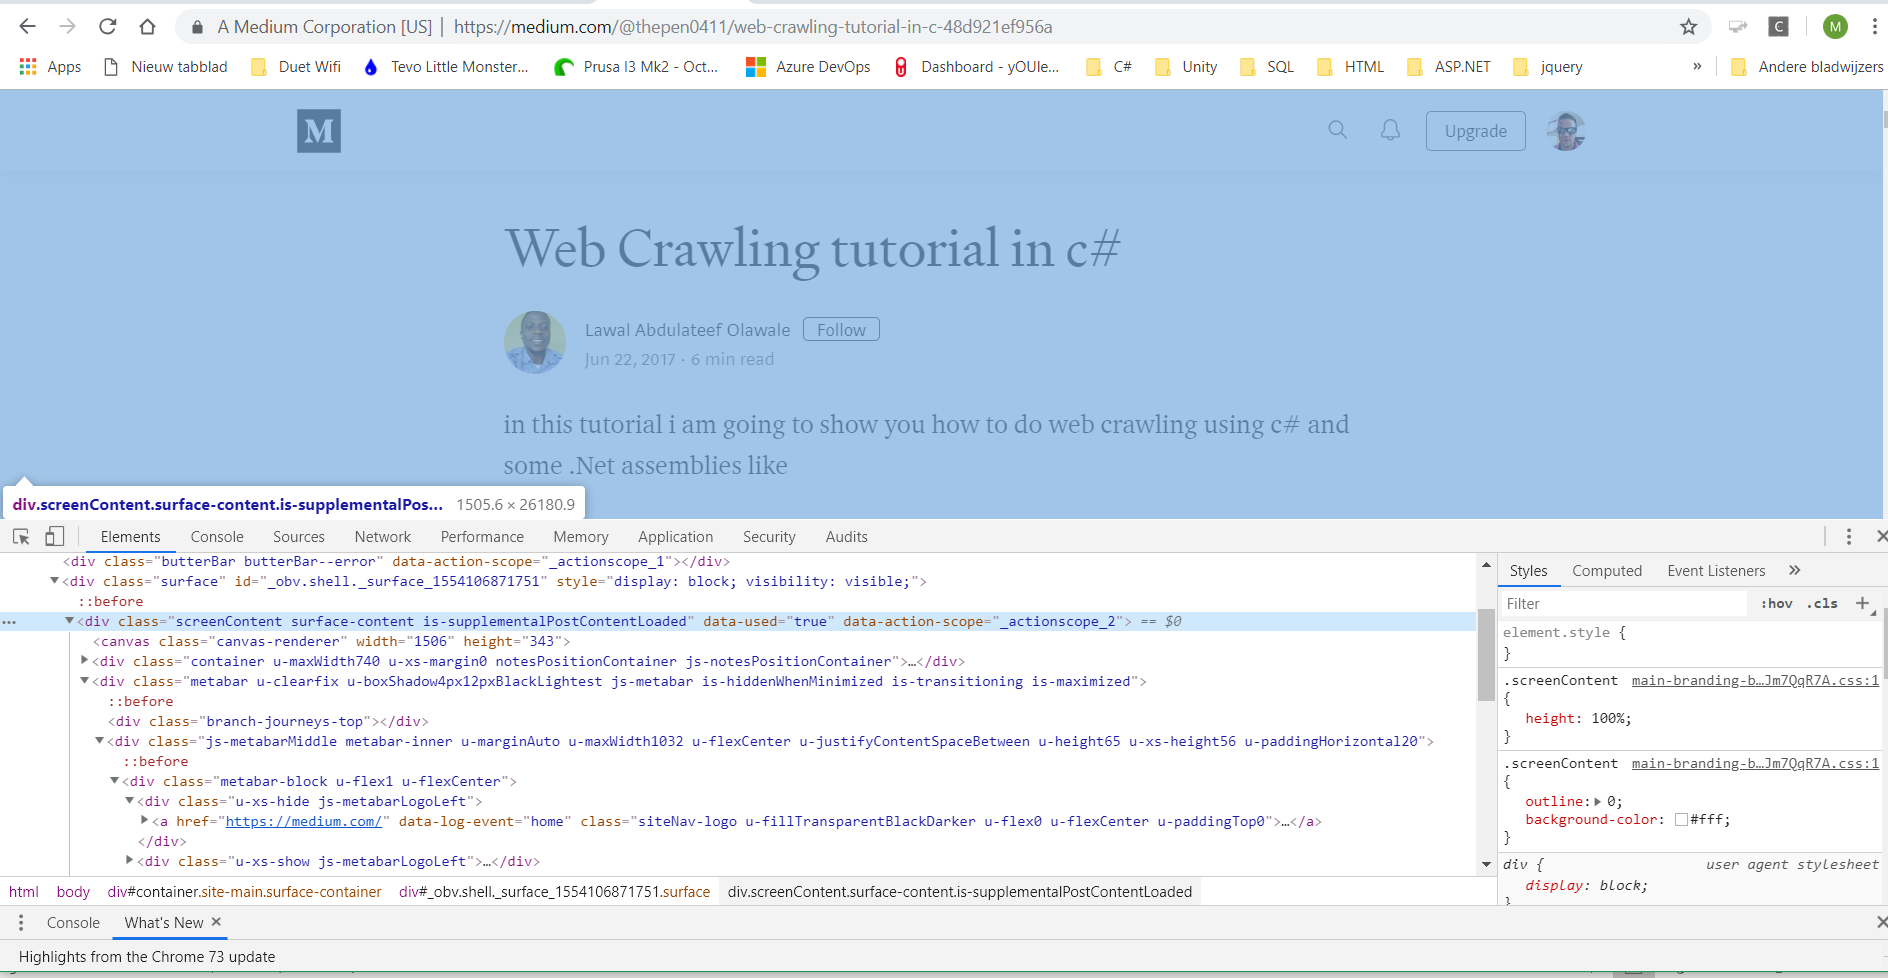 A Medium Corporation [US] | https://medium.com/@thepen0411/web-crawling-tutorial-in-c-48d921ef956a
C
M
Apps Nieuw tabblad Duet Wifi Tevo Little Monster... Prusa I3 Mk2 - Oct... Azure DevOps Dashboard - yOUIe... C# Unity SQL HTML ASP.NET jquery » Andere bladwijzers
M
Upgrade
Web Crawling tutorial in c#
Lawal Abdulateef Olawale Follow
Jun 22, 2017 · 6 min read
in this tutorial i am going to show you how to do web crawling using c# and
some .Net assemblies like
div.screenContent.surface-content.is-supplementalPos... 1505.6 × 26180.9
Elements Console Sources Network Performance Memory Application Security Audits
<div class="butterBar butterBar--error" data-action-scope="_actionscope_1"></div>
▼<div class="surface" id="_obv.shell._surface_1554106871751" style="display: block; visibility: visible;">
::before
... ▼<div class="screenContent surface-content is-supplementalPostContentLoaded" data-used="true" data-action-scope="_actionscope_2"> == $0
<canvas class="canvas-renderer" width="1506" height="343">
▶<div class="container u-maxWidth740 u-xs-margin0 notesPositionContainer js-notesPositionContainer">…</div>
▼<div class="metabar u-clearfix u-boxShadow4px12pxBlackLightest js-metabar is-hiddenWhenMinimized is-transitioning is-maximized">
::before
<div class="branch-journeys-top"></div>
▼<div class="js-metabarMiddle metabar-inner u-marginAuto u-maxWidth1032 u-flexCenter u-justifyContentSpaceBetween u-height65 u-xs-height56 u-paddingHorizontal20">
::before
▼<div class="metabar-block u-flex1 u-flexCenter">
▼<div class="u-xs-hide js-metabarLogoLeft">
▶<a href="https://medium.com/" data-log-event="home" class="siteNav-logo u-fillTransparentBlackDarker u-flex0 u-flexCenter u-paddingTop0">…</a>
</div>
▶<div class="u-xs-show js-metabarLogoLeft">…</div>
html body div#container.site-main.surface-container div#_obv.shell._surface_1554106871751.surface div.screenContent.surface-content.is-supplementalPostContentLoaded
Styles Computed Event Listeners »
Filter :hov .cls +
element.style {
}
.screenContent main-branding-b…Jm7QqR7A.css:1
{
height: 100%;
}
.screenContent main-branding-b…Jm7QqR7A.css:1
{
outline:▶ 0;
background-color: #fff;
}
div { user agent stylesheet
display: block;
}
Console What's New ✕
Highlights from the Chrome 73 update